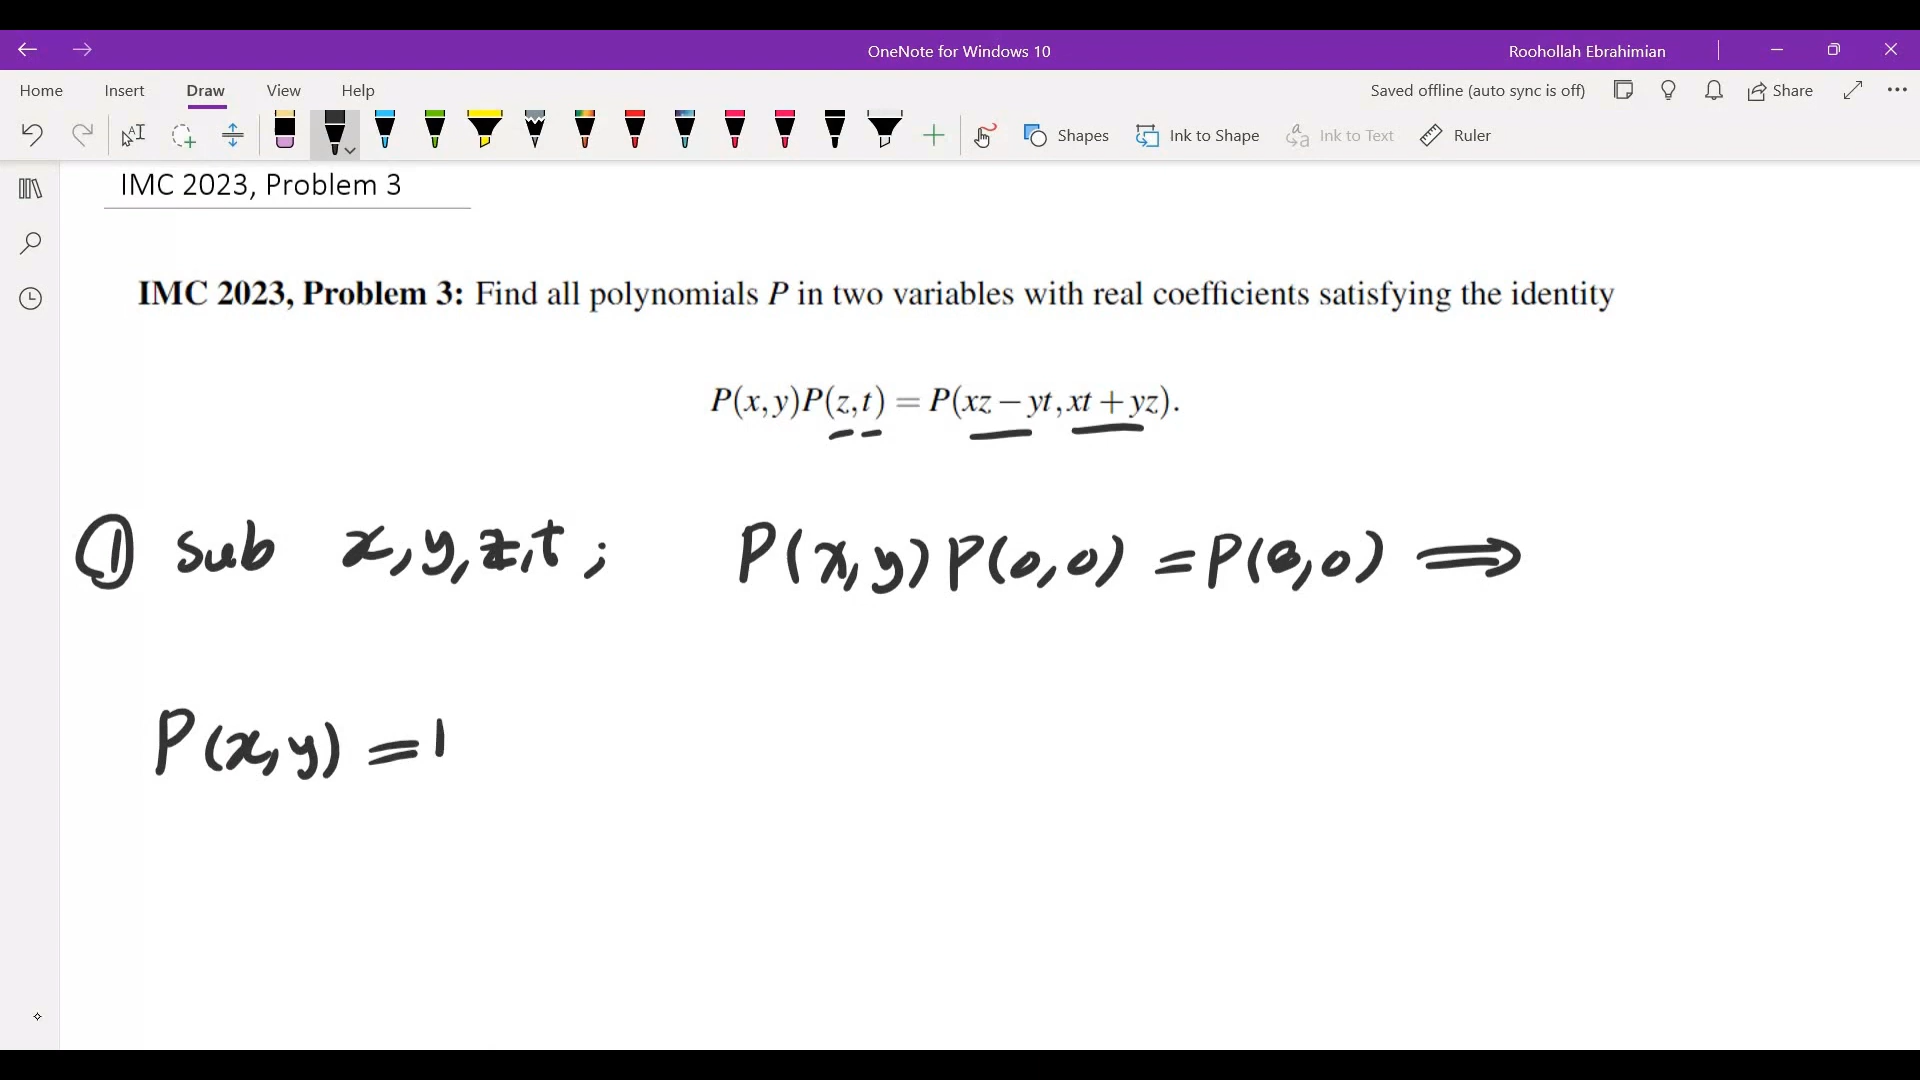 OneNote for Windows 10
Roohollah Ebrahimian
Home Insert Draw View Help
Saved offline (auto sync is off)
Share
Shapes Ink to Shape Ink to Text Ruler
IMC 2023, Problem 3
IMC 2023, Problem 3: Find all polynomials P in two variables with real coefficients satisfying the identity
P(x,y)P(z,t) = P(xz − yt, xt + yz).
① sub x, y, z, t ; P(x, y) P(0, 0) = P(0, 0) ⟹
P(x, y) = 1